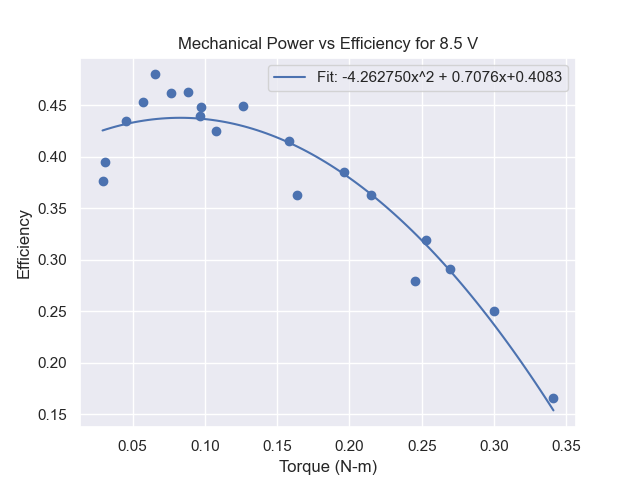 Mechanical Power vs Efficiency for 8.5 V
Fit: -4.262750x^2 + 0.7076x+0.4083
0.45
0.40
0.35
0.30
0.25
0.20
0.15
Efficiency
0.05 0.10 0.15 0.20 0.25 0.30 0.35
Torque (N-m)